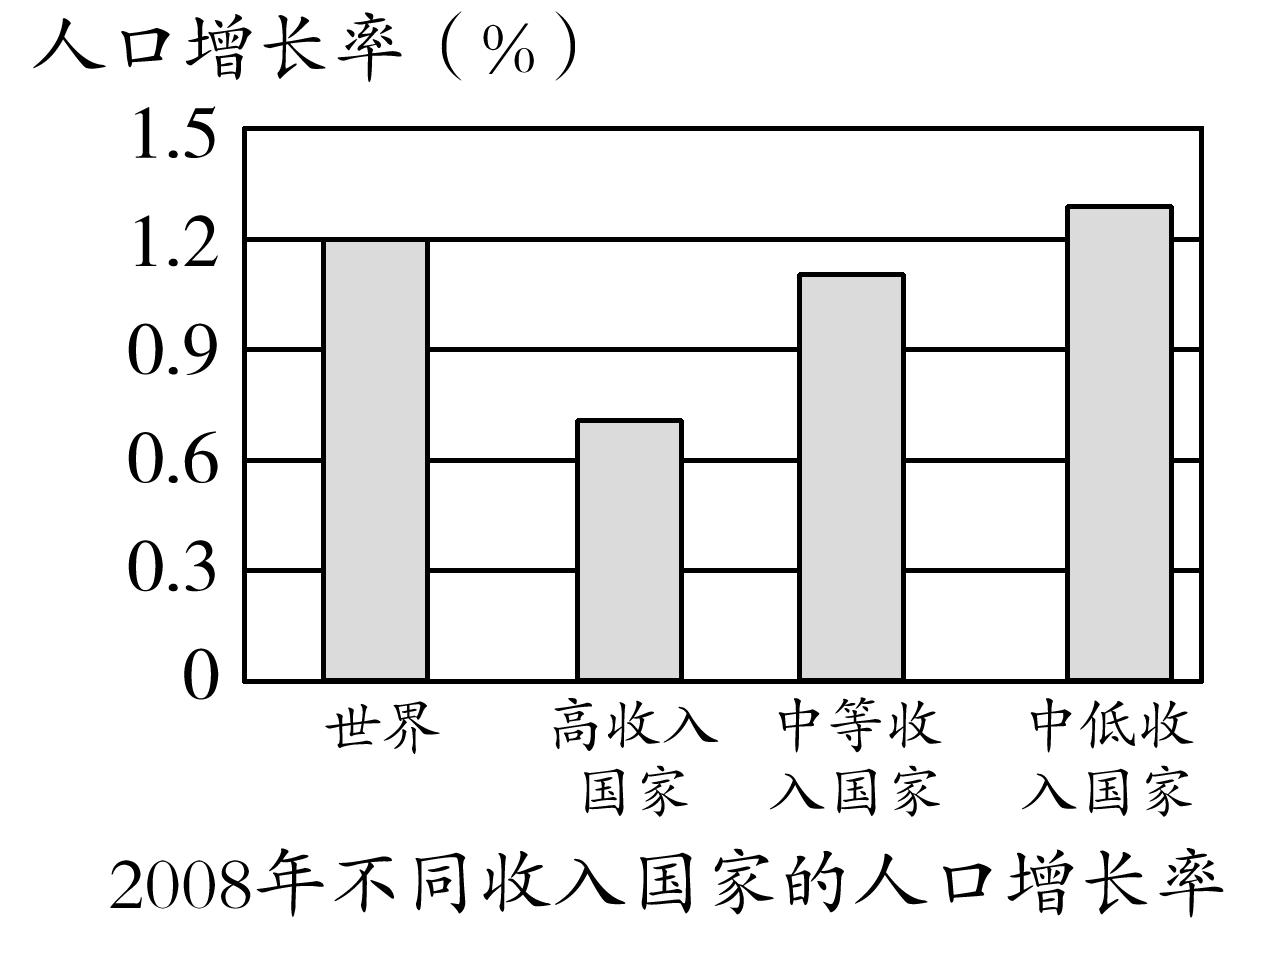 人口增长率（%）
1.5
1.2
0.9
0.6
0.3
0
世界
高收入
国家
中等收
入国家
中低收
入国家
2008年不同收入国家的人口增长率